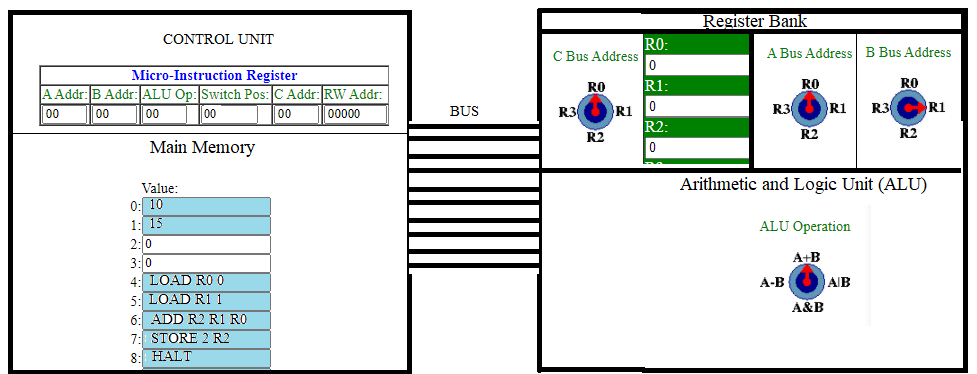 CONTROL UNIT
Micro-Instruction Register
A Addr: B Addr: ALU Op: Switch Pos: C Addr: RW Addr:
00 00 00 00 00 00000
Main Memory
Value:
0: 10
1: 15
2: 0
3: 0
4: LOAD R0 0
5: LOAD R1 1
6: ADD R2 R1 R0
7: STORE 2 R2
8: HALT
BUS
Register Bank
C Bus Address
R0
R3 R1
R2
R0:
0
R1:
0
R2:
0
A Bus Address
R0
R3 R1
R2
B Bus Address
R0
R3 R1
R2
Arithmetic and Logic Unit (ALU)
ALU Operation
A+B
A-B A|B
A&B